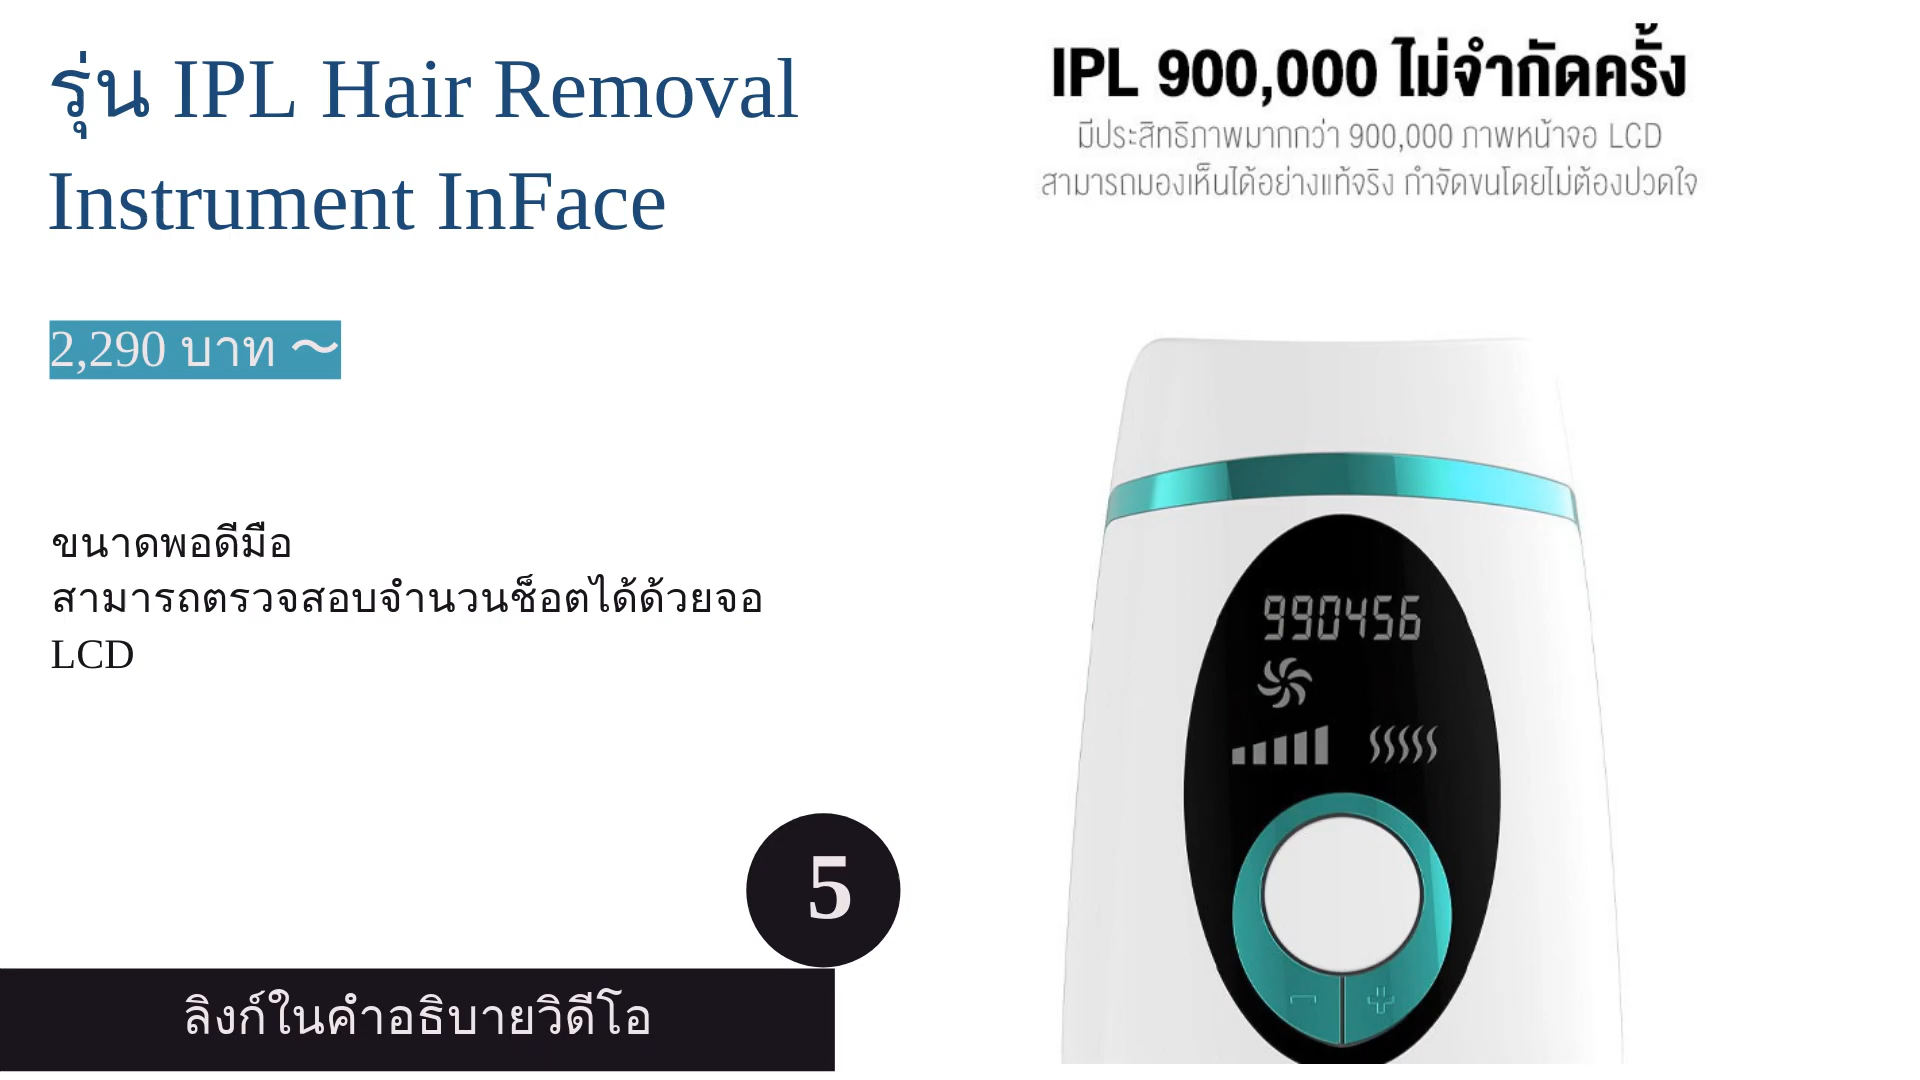 รุ่น IPL Hair Removal
Instrument InFace
2,290 บาท 〜
ขนาดพอดีมือ
สามารถตรวจสอบจำนวนช็อตได้ด้วยจอ
LCD
5
ลิงก์ในคำอธิบายวิดีโอ
IPL 900,000 ไม่จำกัดครั้ง
มีประสิทธิภาพมากกว่า 900,000 ภาพหน้าจอ LCD
สามารถมองเห็นได้อย่างแท้จริง กำจัดขนโดยไม่ต้องปวดใจ
990456